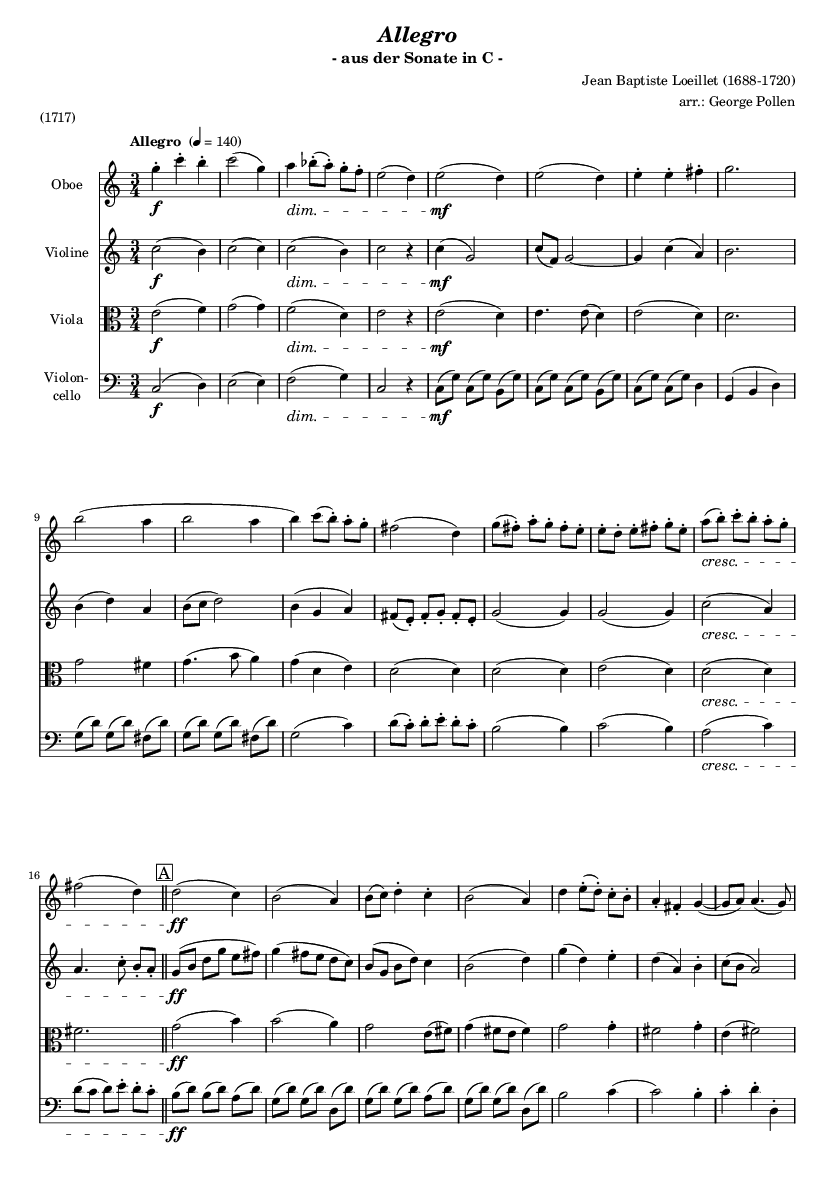 Allegro
- aus der Sonate in C -
Jean Baptiste Lœillet (1688-1720)
arr.: George Pollen
(1717)
Allegro (♩ = 140)
Oboe
f
dim.
mf
Violine
f
dim.
mf
Viola
f
dim.
mf
Violon-
cello
f
dim.
mf
9
cresc.
cresc.
cresc.
cresc.
16
A
ff
ff
ff
ff